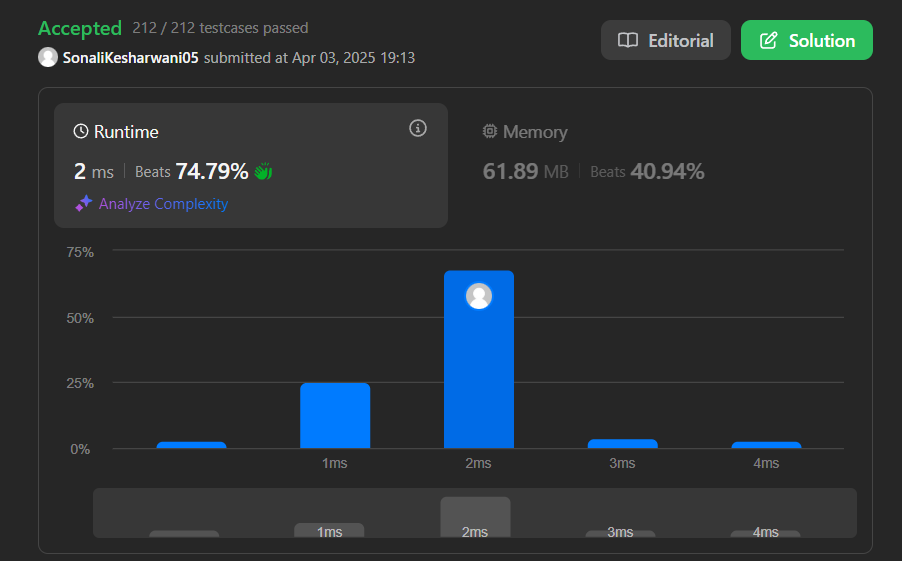 Accepted 212 / 212 testcases passed
SonaliKesharwani05 submitted at Apr 03, 2025 19:13
Editorial
Solution
Runtime
2 ms | Beats 74.79%
Analyze Complexity
Memory
61.89 MB | Beats 40.94%
75%
50%
25%
0%
1ms 2ms 3ms 4ms
1ms 2ms 3ms 4ms